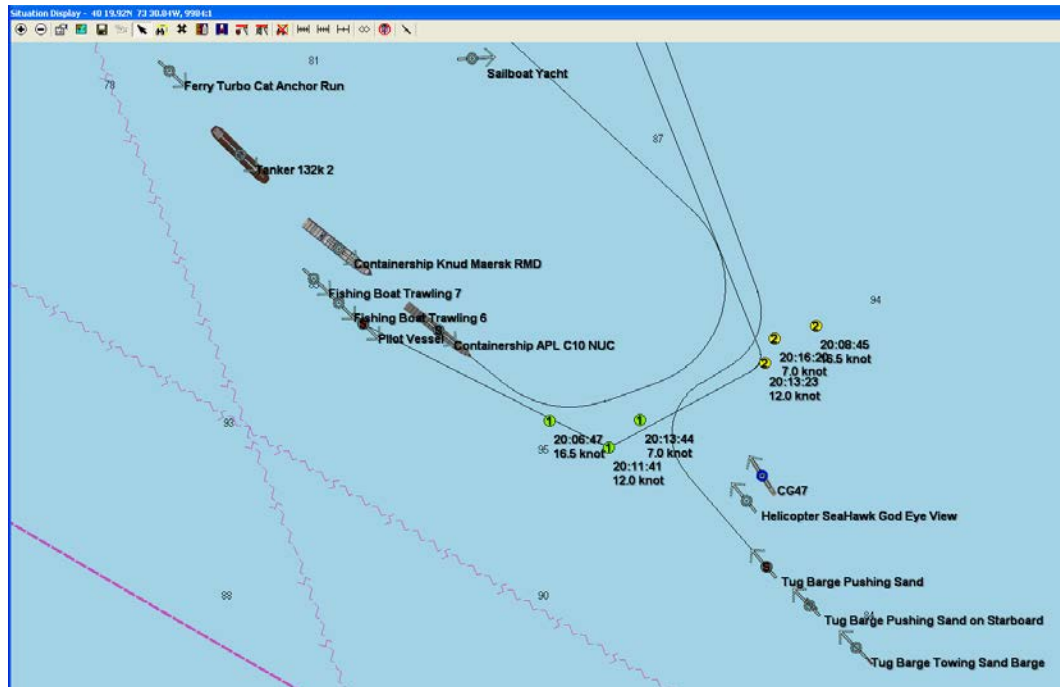 Situation Display - 40 19.92N 73 30.84W, 9984:1
81
Sailboat Yacht
78
Ferry Turbo Cat Anchor Run
87
Tanker 132k 2
Containership Knud Maersk RMD
Fishing Boat Trawling 7
94
Fishing Boat Trawling 6
S
S
Pilot Vessel
Containership APL C10 NUC
2
2
20:08:45
16.5 knot
20:16:20
7.0 knot
2
20:13:23
12.0 knot
1
1
93
95
20:06:47
16.5 knot
20:13:44
7.0 knot
1
20:11:41
12.0 knot
CG47
Helicopter SeaHawk God Eye View
S
Tug Barge Pushing Sand
88
90
Tug Barge Pushing Sand on Starboard
Tug Barge Towing Sand Barge